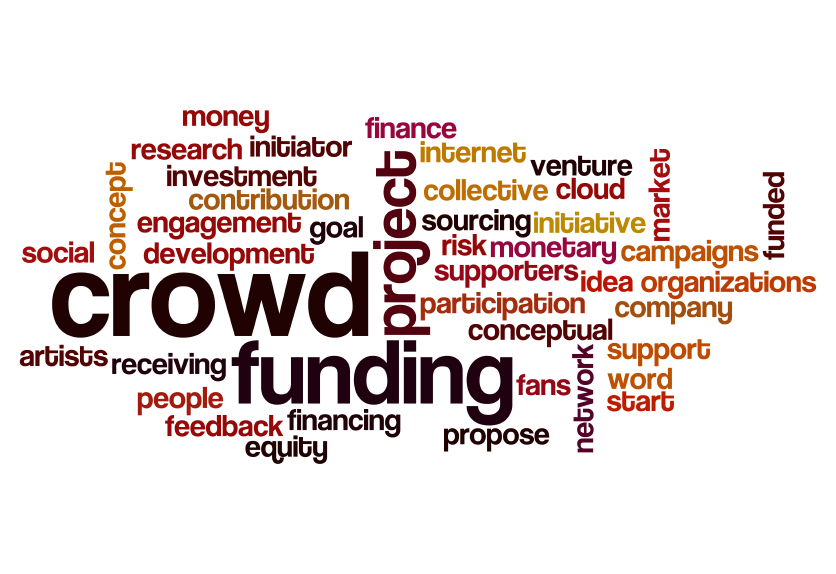 money
finance
research
initiator
internet
venture
investment
concept
contribution
project
collective
cloud
market
funded
engagement
goal
sourcing
initiative
social
development
risk
monetary
campaigns
crowd
supporters
idea
organizations
participation
company
conceptual
artists
receiving
funding
network
support
people
fans
word
start
feedback
financing
equity
propose